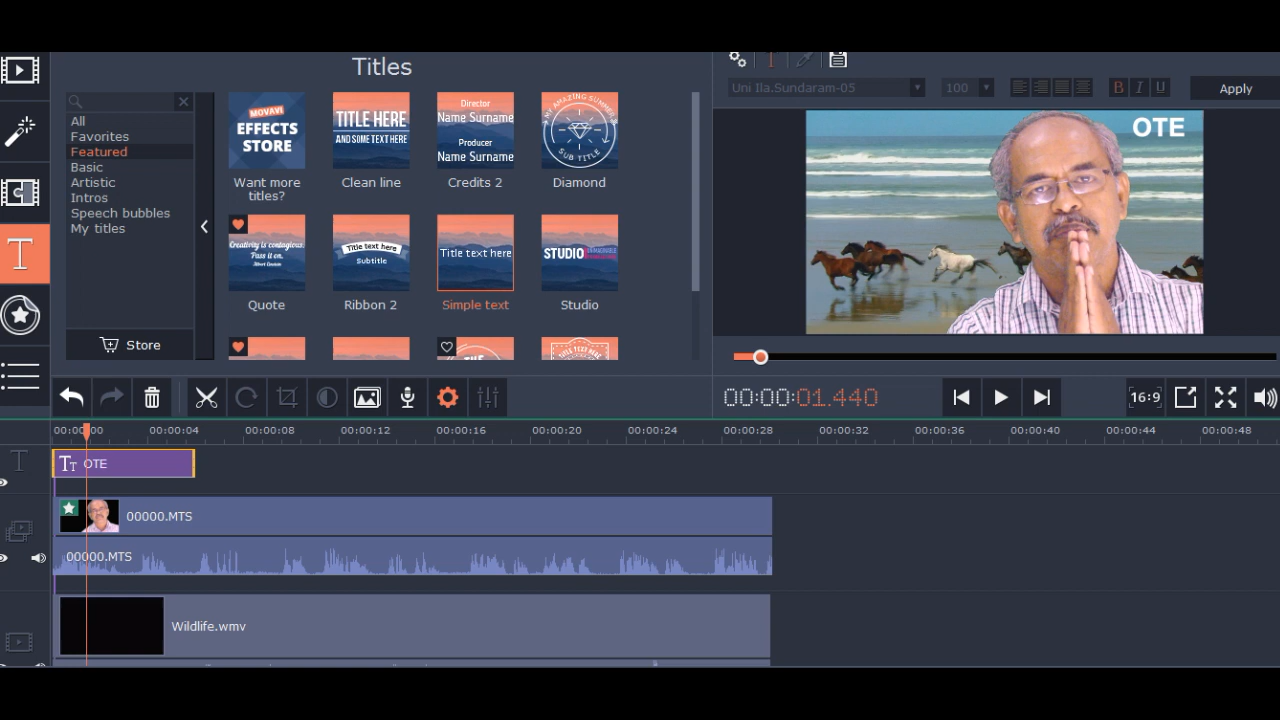 Titles
All
Favorites
Featured
Basic
Artistic
Intros
Speech bubbles
My titles
Store
MOVAVI
EFFECTS
STORE
Want more
titles?
TITLE HERE
AND SOME TEXT HERE
Clean line
Director
Name Surname
Producer
Name Surname
Credits 2
MY AMAZING SUMMER
SUB TITLE
Diamond
Creativity is contagious.
Pass it on.
Albert Einstein
Quote
Title text here
Subtitle
Ribbon 2
Title text here
Simple text
STUDIO
Studio
THE
TITLE TEXT HERE
Uni Ila.Sundaram-05
100
B I U
Apply
OTE
00:00:01.440
16:9
00:00:00 00:00:04 00:00:08 00:00:12 00:00:16 00:00:20 00:00:24 00:00:28 00:00:32 00:00:36 00:00:40 00:00:44 00:00:48
OTE
00000.MTS
00000.MTS
Wildlife.wmv